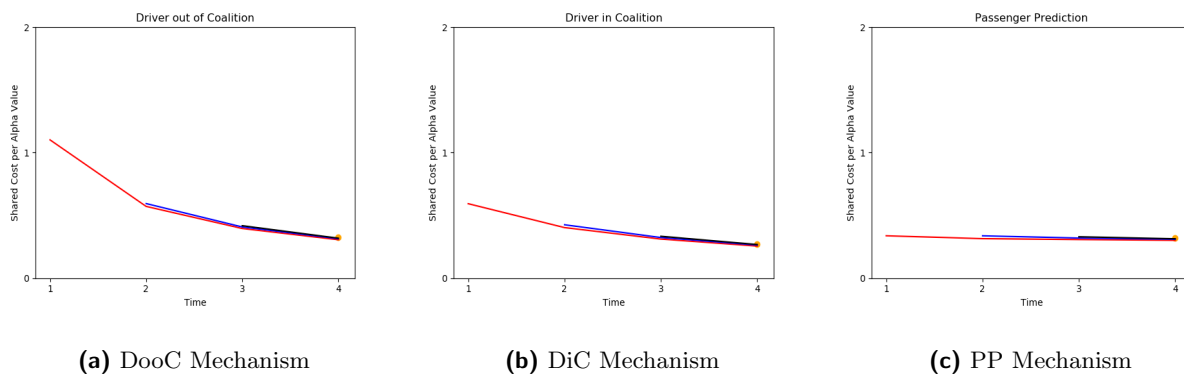 Driver out of Coalition
2
1
0
Shared Cost per Alpha Value
1 2 3 4
Time
(a) DooC Mechanism
Driver in Coalition
2
1
0
Shared Cost per Alpha Value
1 2 3 4
Time
(b) DiC Mechanism
Passenger Prediction
2
1
0
Shared Cost per Alpha Value
1 2 3 4
Time
(c) PP Mechanism